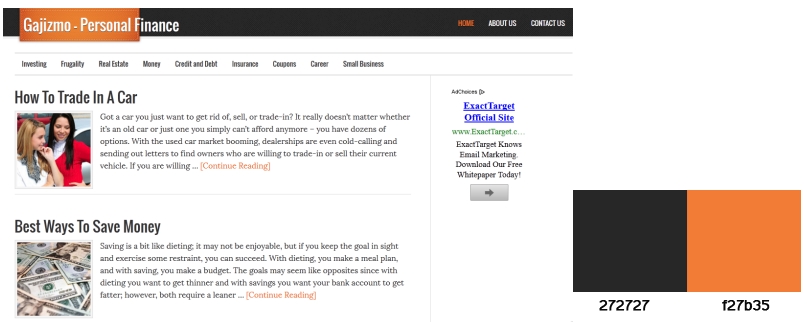 Gajizmo - Personal Finance
HOME ABOUT US CONTACT US
Investing Frugality Real Estate Money Credit and Debt Insurance Coupons Career Small Business
How To Trade In A Car
Got a car you just want to get rid of, sell, or trade-in? It really doesn't matter whether
it's an old car or just one you simply can't afford anymore – you have dozens of
options. With the used car market booming, dealerships are even cold-calling and
sending out letters to find owners who are willing to trade-in or sell their current
vehicle. If you are willing ... [Continue Reading]
Best Ways To Save Money
Saving is a bit like dieting; it may not be enjoyable, but if you keep the goal in sight
and exercise some restraint, you can succeed. With dieting, you make a meal plan,
and with saving, you make a budget. The goals may seem like opposites since with
dieting you want to get thinner and with savings you want your bank account to get
fatter; however, both require a leaner ... [Continue Reading]
AdChoices
ExactTarget
Official Site
www.ExactTarget.c...
ExactTarget Knows
Email Marketing.
Download Our Free
Whitepaper Today!
272727 f27b35